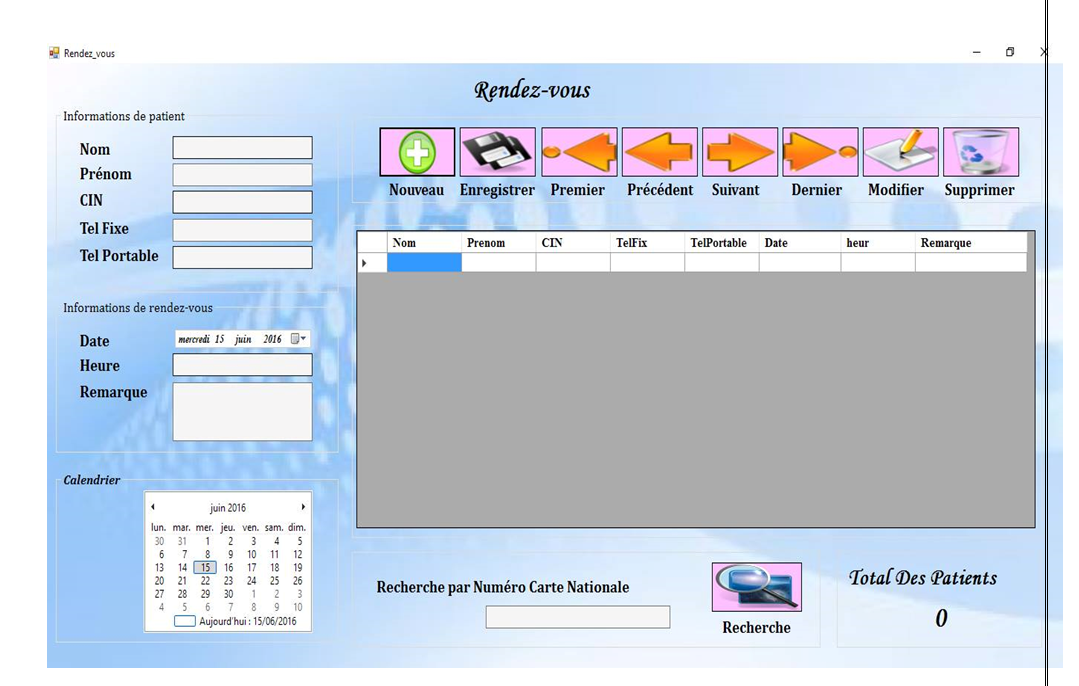 Rendez_vous
Rendez-vous
Informations de patient
Nom
Prénom
CIN
Tel Fixe
Tel Portable
Nouveau Enregistrer Premier Précédent Suivant Dernier Modifier Supprimer
Nom Prenom CIN TelFix TelPortable Date heur Remarque
Informations de rendez-vous
Date mercredi 15 juin 2016
Heure
Remarque
Calendrier
juin 2016
lun. mar. mer. jeu. ven. sam. dim.
30 31 1 2 3 4 5
6 7 8 9 10 11 12
13 14 15 16 17 18 19
20 21 22 23 24 25 26
27 28 29 30 1 2 3
4 5 6 7 8 9 10
Aujourd'hui : 15/06/2016
Recherche par Numéro Carte Nationale
Recherche
Total Des Patients
0